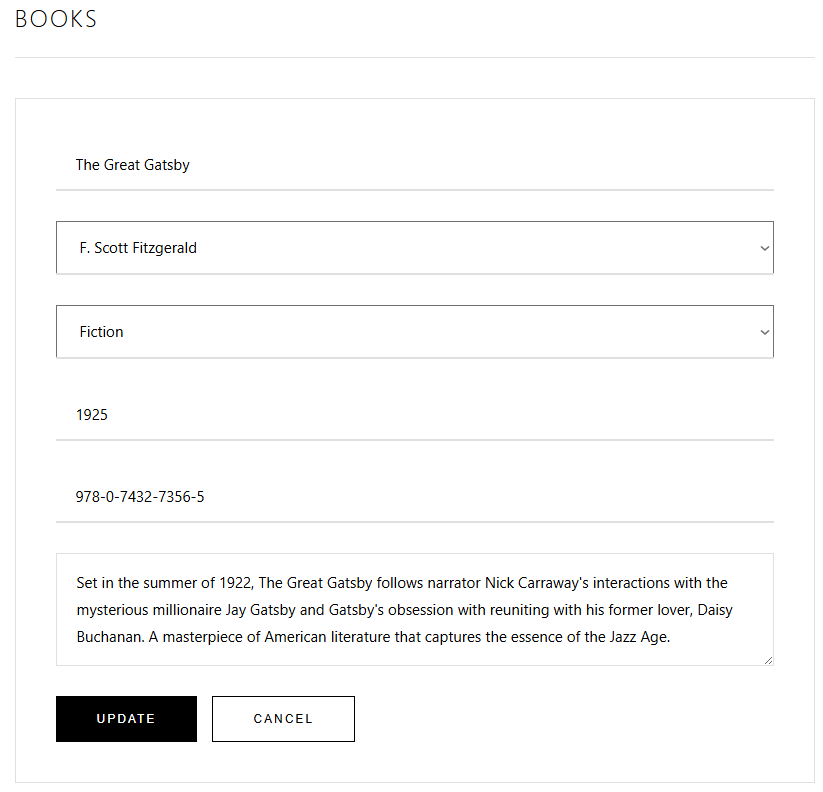 BOOKS
The Great Gatsby
F. Scott Fitzgerald
Fiction
1925
978-0-7432-7356-5
Set in the summer of 1922, The Great Gatsby follows narrator Nick Carraway's interactions with the
mysterious millionaire Jay Gatsby and Gatsby's obsession with reuniting with his former lover, Daisy
Buchanan. A masterpiece of American literature that captures the essence of the Jazz Age.
UPDATE CANCEL